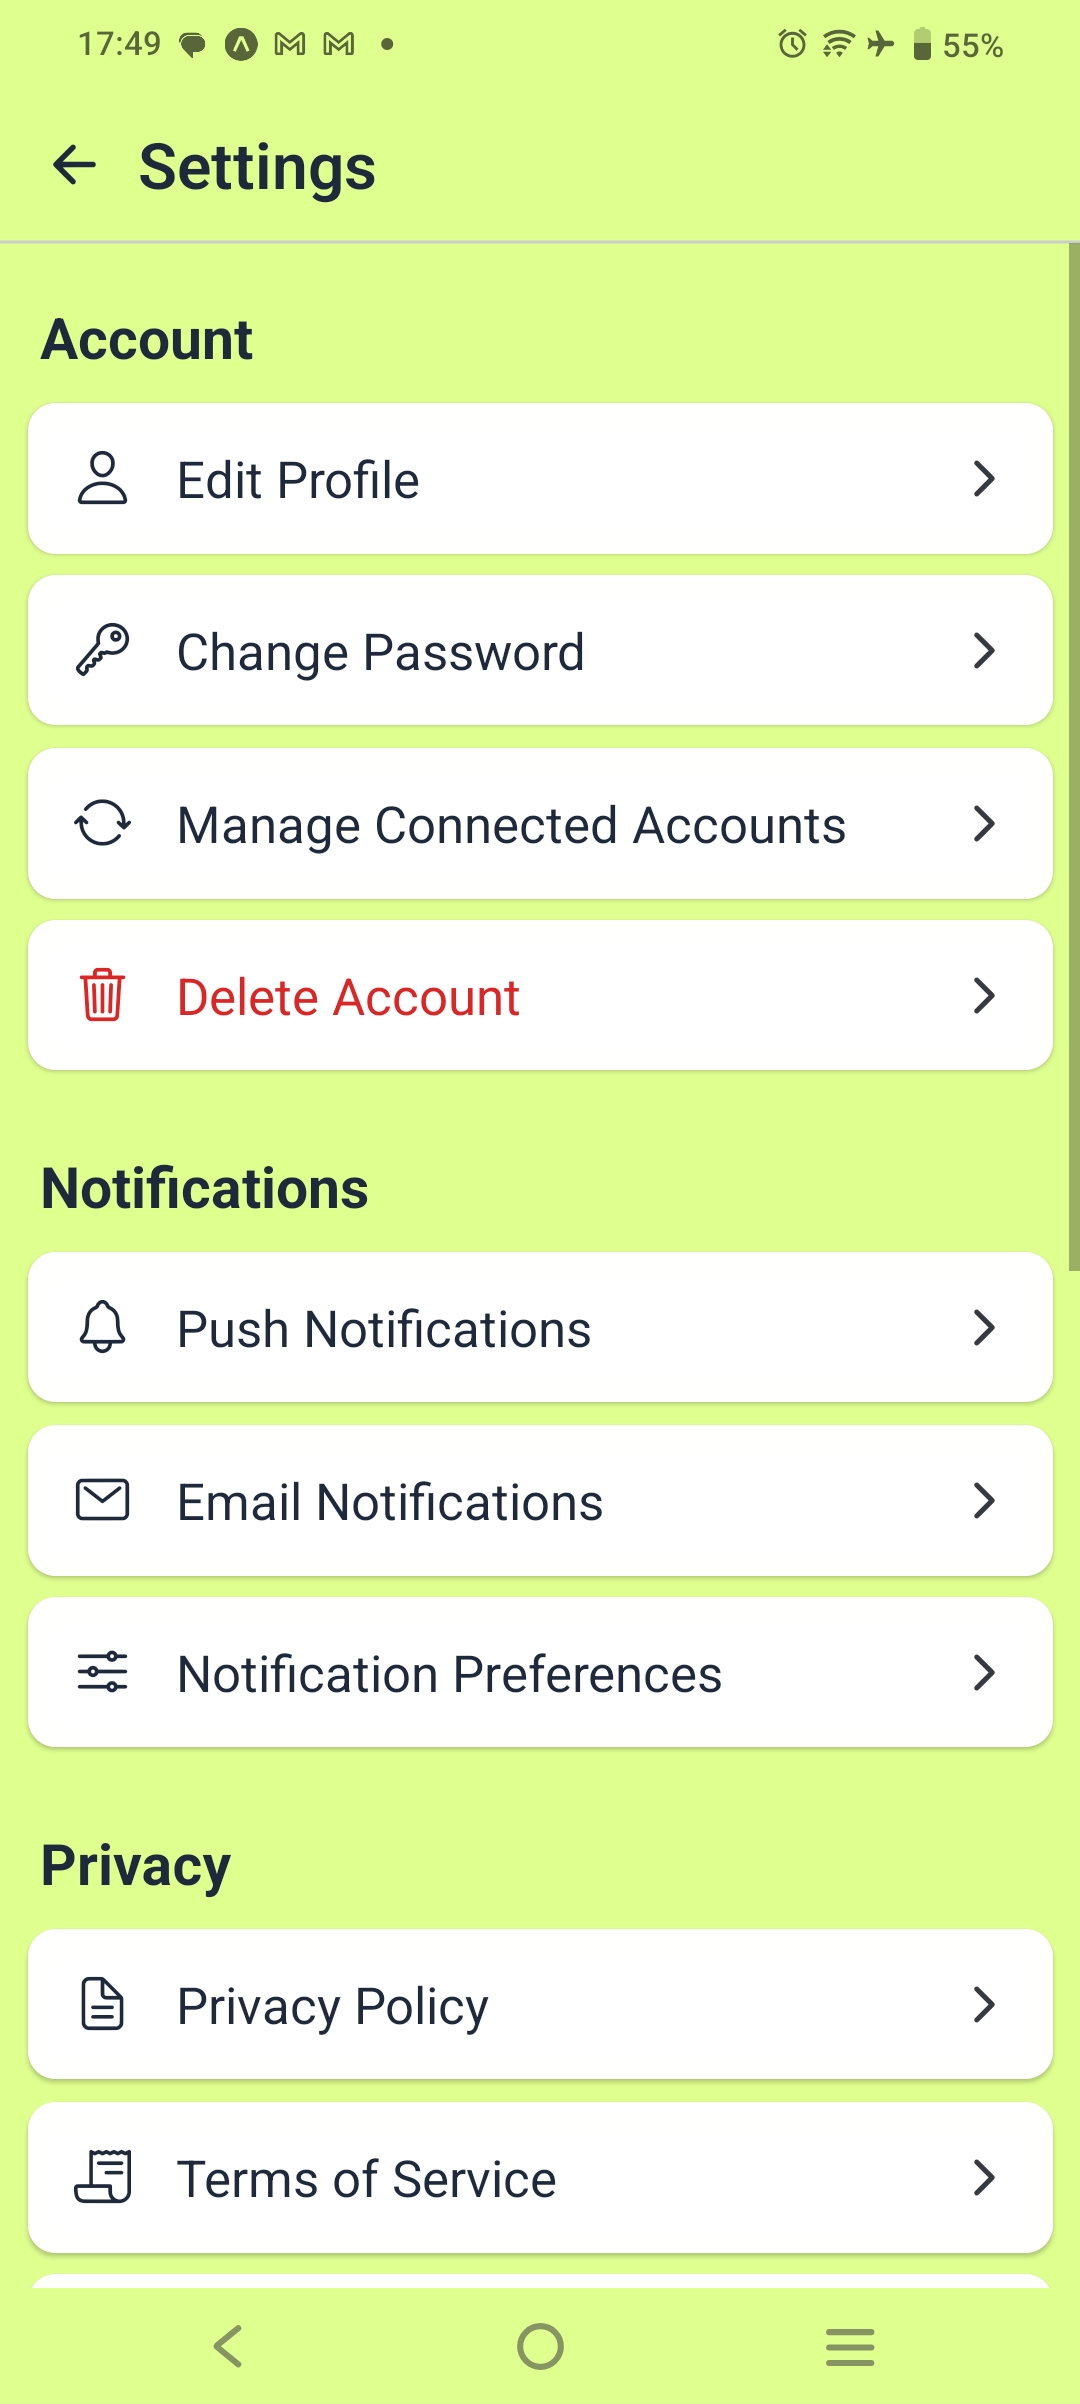 17:49
55%
Settings
Account
Edit Profile
Change Password
Manage Connected Accounts
Delete Account
Notifications
Push Notifications
Email Notifications
Notification Preferences
Privacy
Privacy Policy
Terms of Service